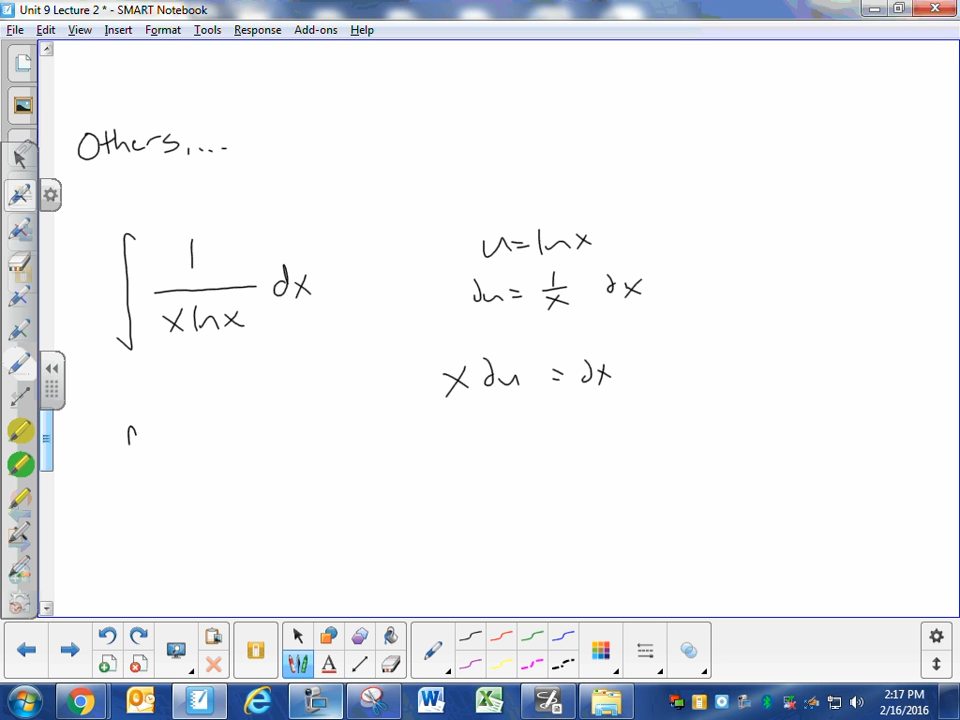 Unit 9 Lecture 2 * - SMART Notebook
File Edit View Insert Format Tools Response Add-ons Help
Others,...
∫ 1/(x ln x) dx
u = ln x
du = 1/x dx
x du = dx
A
2:17 PM
2/16/2016